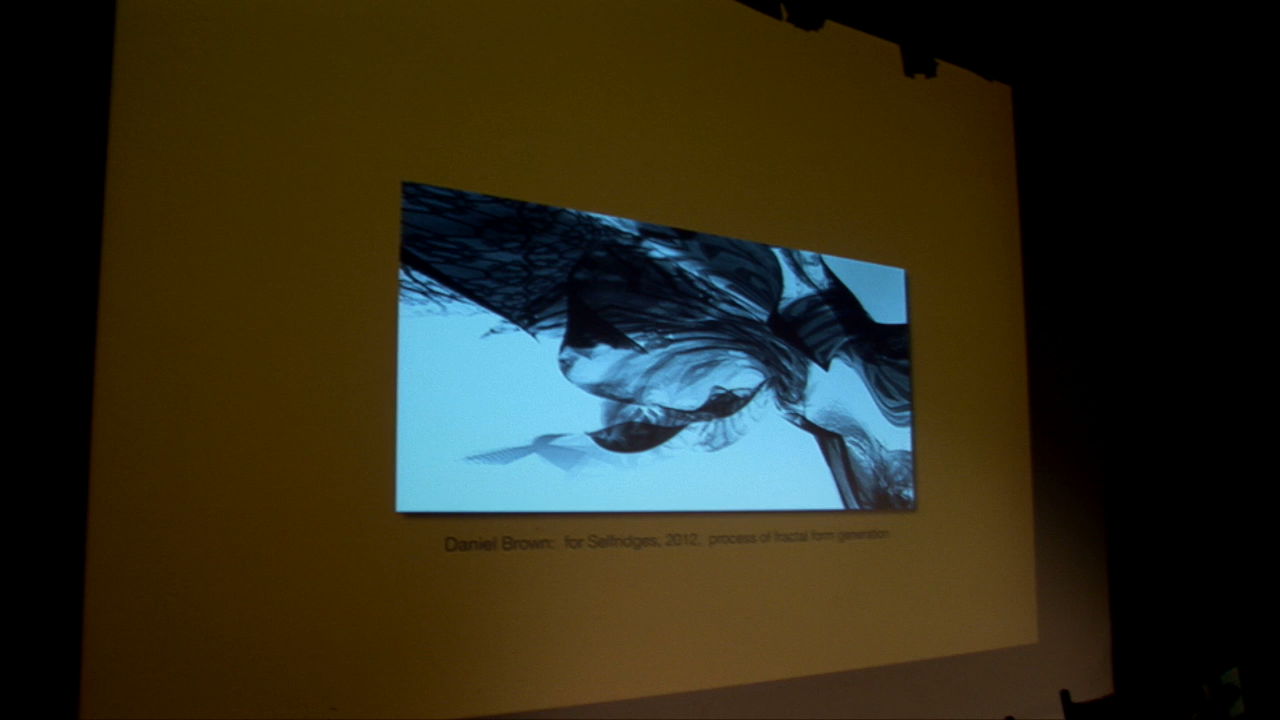 Daniel Brown: for Selfridges, 2012, process of fractal form generation